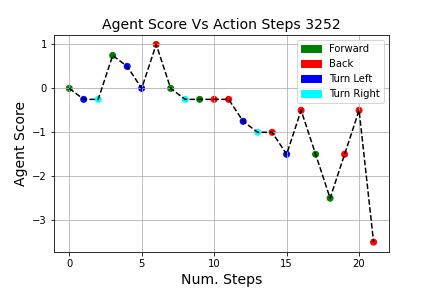 Agent Score Vs Action Steps 3252
Agent Score
1
0
−1
−2
−3
Forward
Back
Turn Left
Turn Right
0 5 10 15 20
Num. Steps